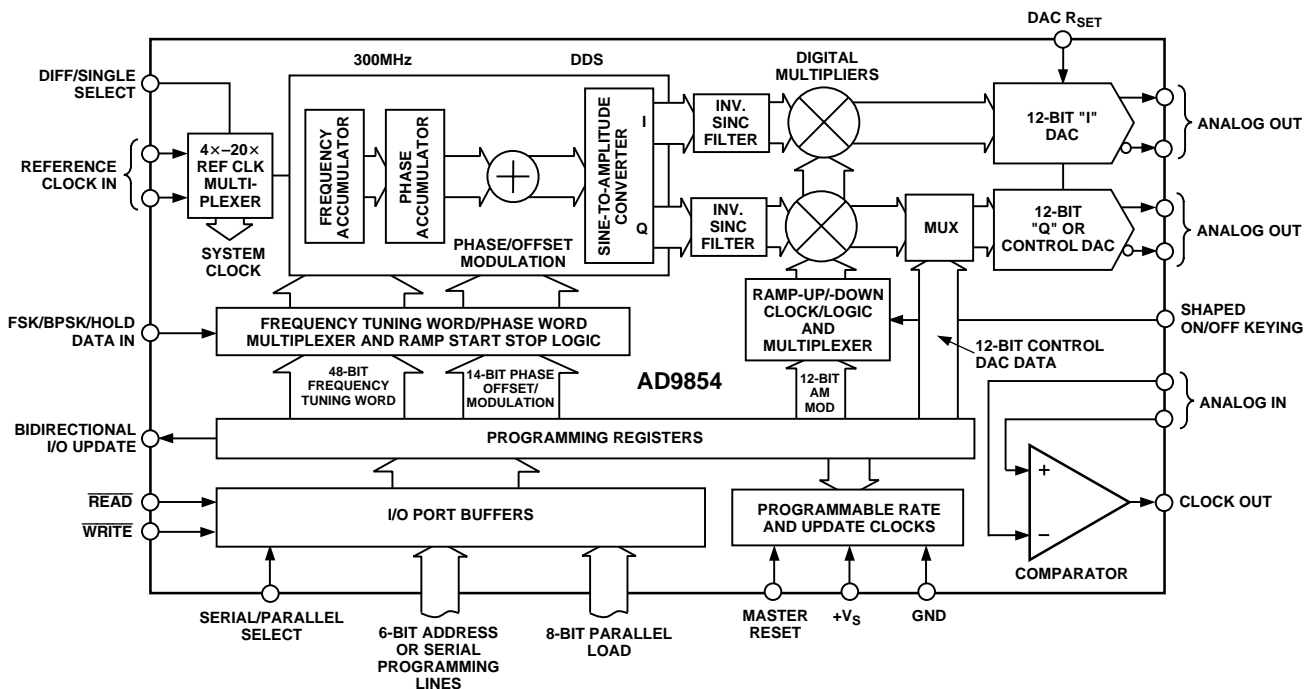 DAC RSET
300MHz
DDS
DIGITAL
MULTIPLIERS
DIFF/SINGLE
SELECT
REFERENCE
CLOCK IN
4×–20×
REF CLK
MULTI-
PLEXER
SYSTEM
CLOCK
FREQUENCY
ACCUMULATOR
PHASE
ACCUMULATOR
PHASE/OFFSET
MODULATION
SINE-TO-AMPLITUDE
CONVERTER
I
Q
INV.
SINC
FILTER
INV.
SINC
FILTER
MUX
12-BIT "I"
DAC
12-BIT
"Q" OR
CONTROL DAC
ANALOG OUT
ANALOG OUT
FSK/BPSK/HOLD
DATA IN
FREQUENCY TUNING WORD/PHASE WORD
MULTIPLEXER AND RAMP START STOP LOGIC
RAMP-UP/-DOWN
CLOCK/LOGIC
AND
MULTIPLEXER
SHAPED
ON/OFF KEYING
12-BIT CONTROL
DAC DATA
48-BIT
FREQUENCY
TUNING WORD
14-BIT PHASE
OFFSET/
MODULATION
AD9854
12-BIT
AM
MOD
ANALOG IN
BIDIRECTIONAL
I/O UPDATE
PROGRAMMING REGISTERS
READ
WRITE
I/O PORT BUFFERS
PROGRAMMABLE RATE
AND UPDATE CLOCKS
+
−
CLOCK OUT
COMPARATOR
SERIAL/PARALLEL
SELECT
6-BIT ADDRESS
OR SERIAL
PROGRAMMING
LINES
8-BIT PARALLEL
LOAD
MASTER
RESET
+VS
GND